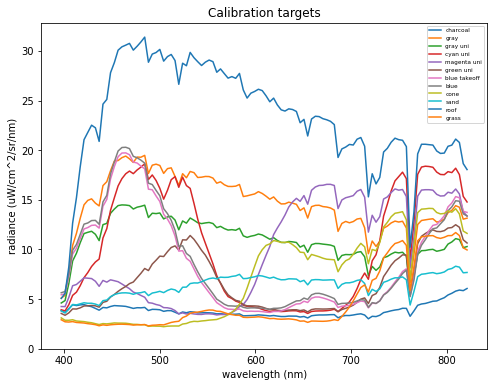 Calibration targets
radiance (uW/cm^2/sr/nm)
30
25
20
15
10
5
0
charcoal
gray
gray uni
cyan uni
magenta uni
green uni
blue takeoff
blue
cone
sand
roof
grass
400
500
600
700
800
wavelength (nm)